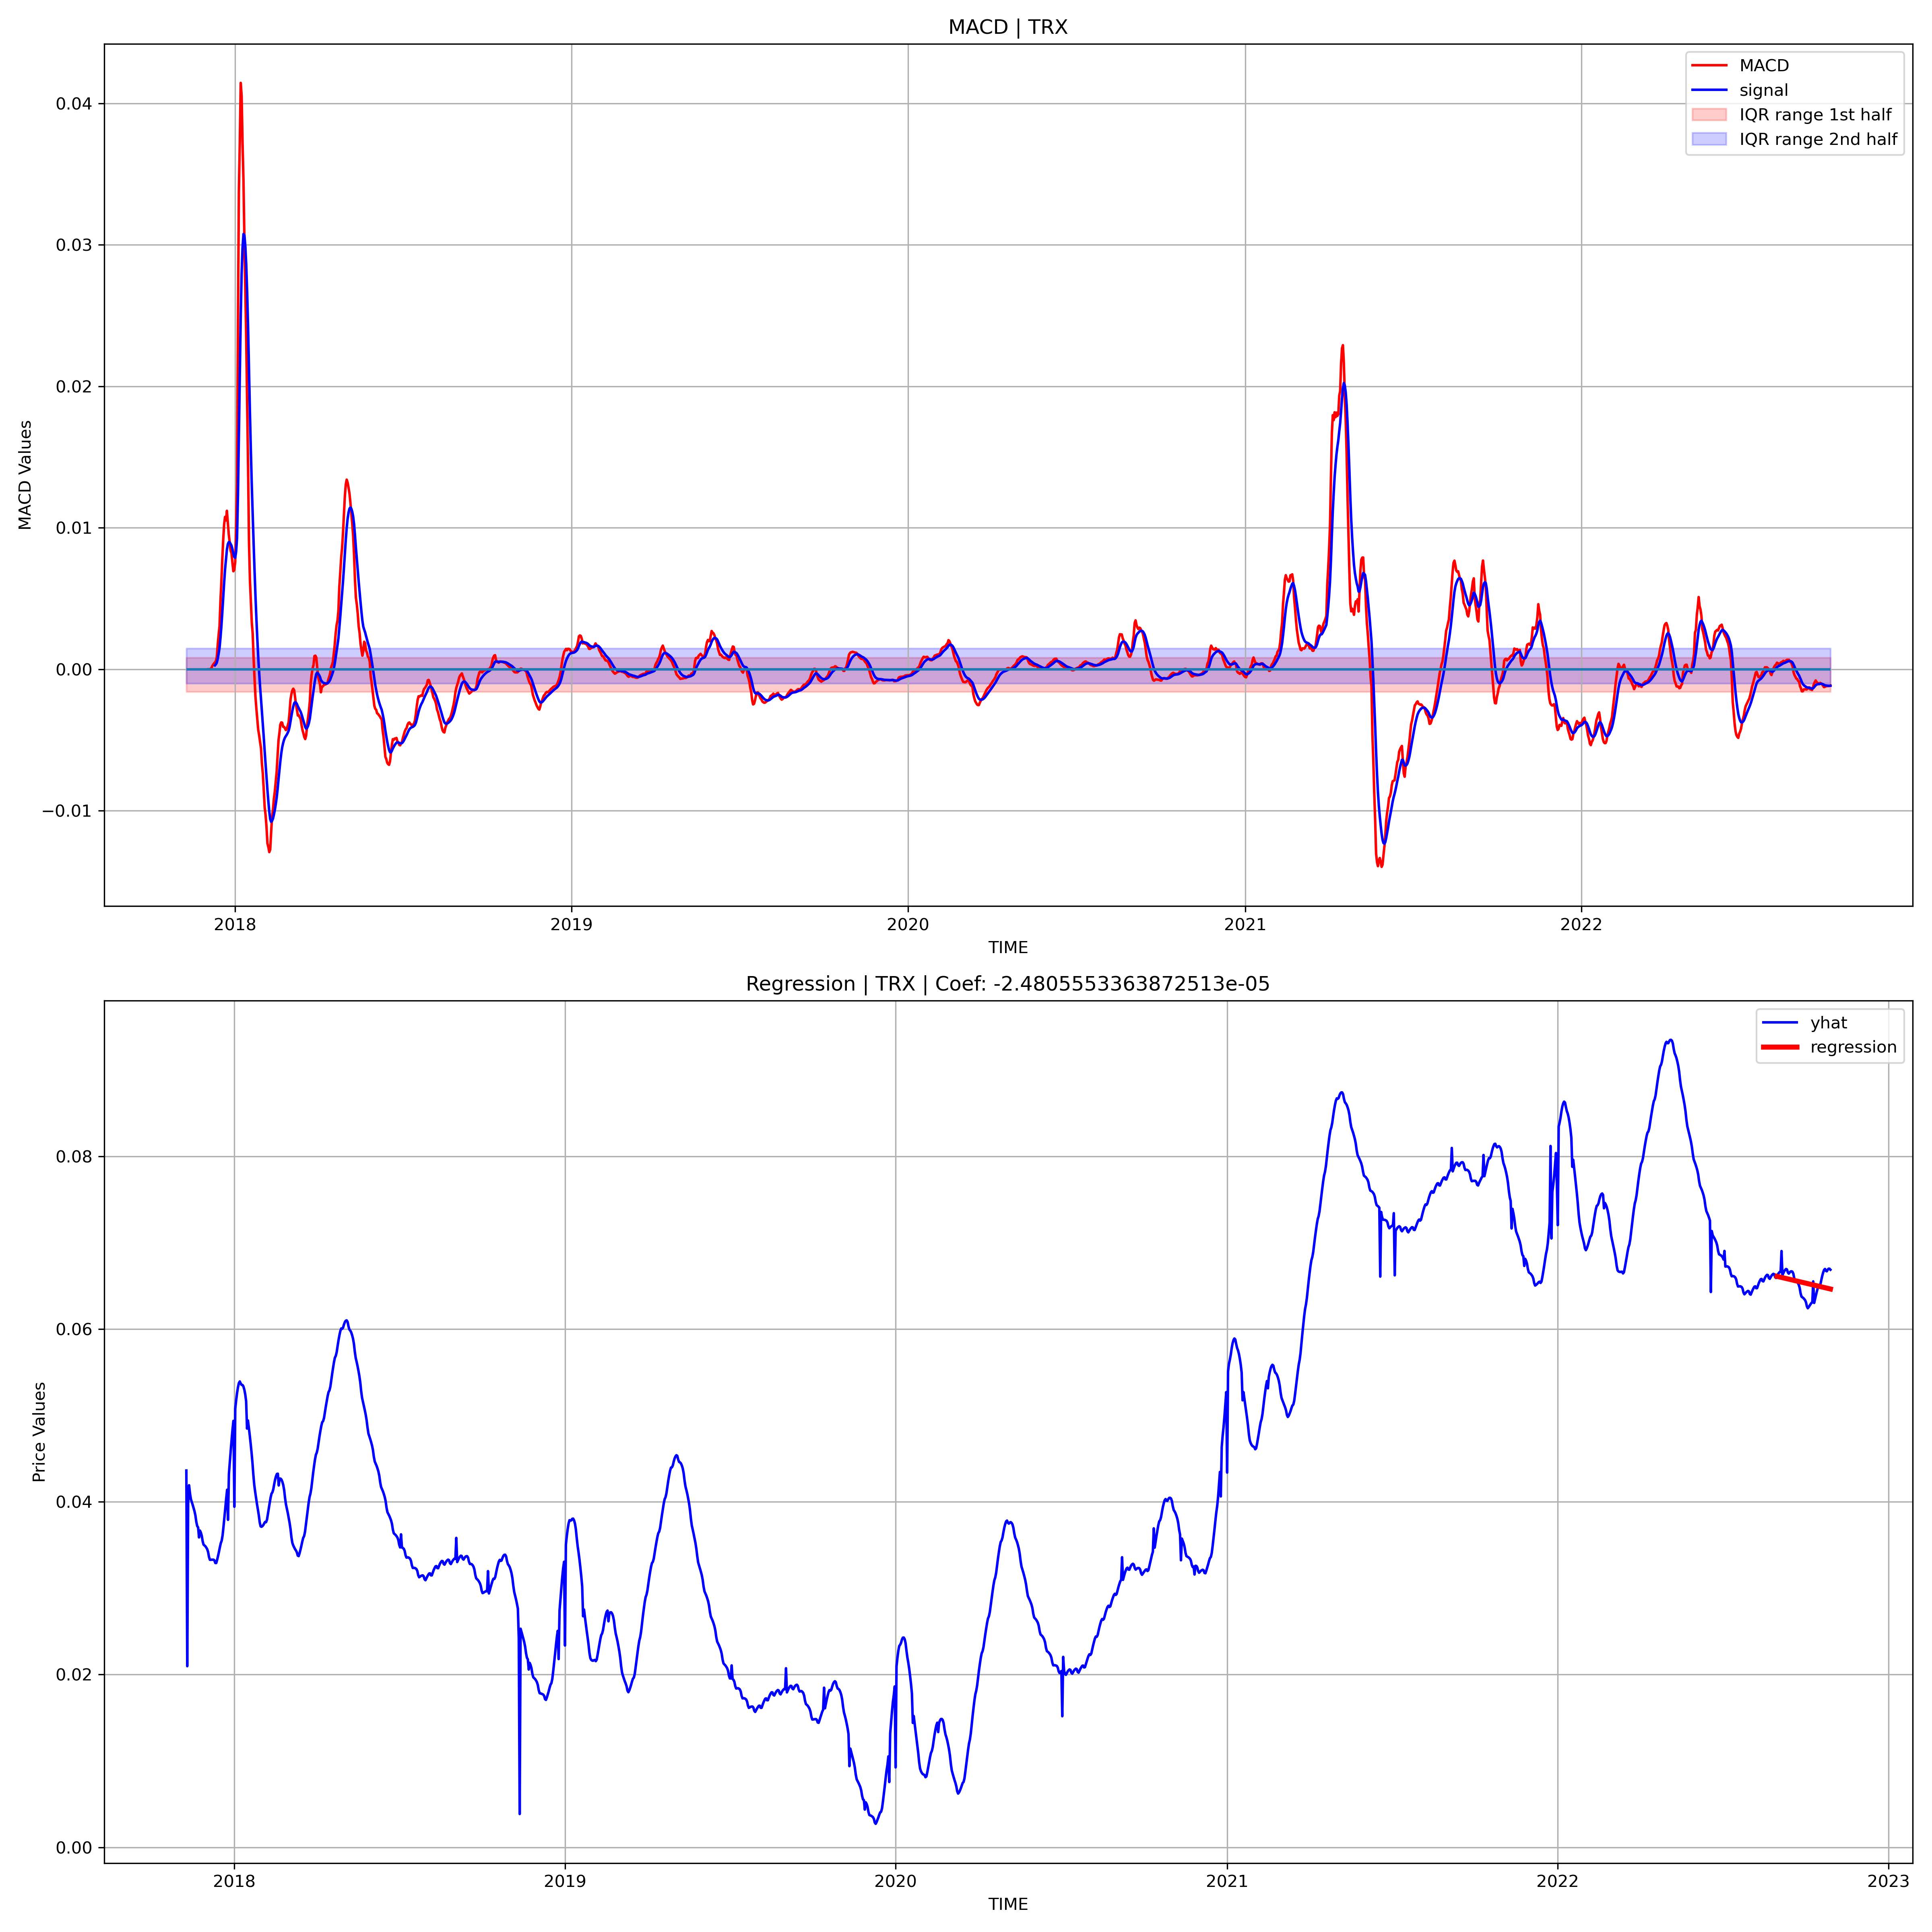 MACD | TRX
MACD
signal
IQR range 1st half
IQR range 2nd half
0.04
0.03
0.02
0.01
0.00
−0.01
MACD Values
2018 2019 2020 2021 2022
TIME
Regression | TRX | Coef: -2.4805553363872513e-05
yhat
regression
0.08
0.06
0.04
0.02
0.00
Price Values
2018 2019 2020 2021 2022 2023
TIME